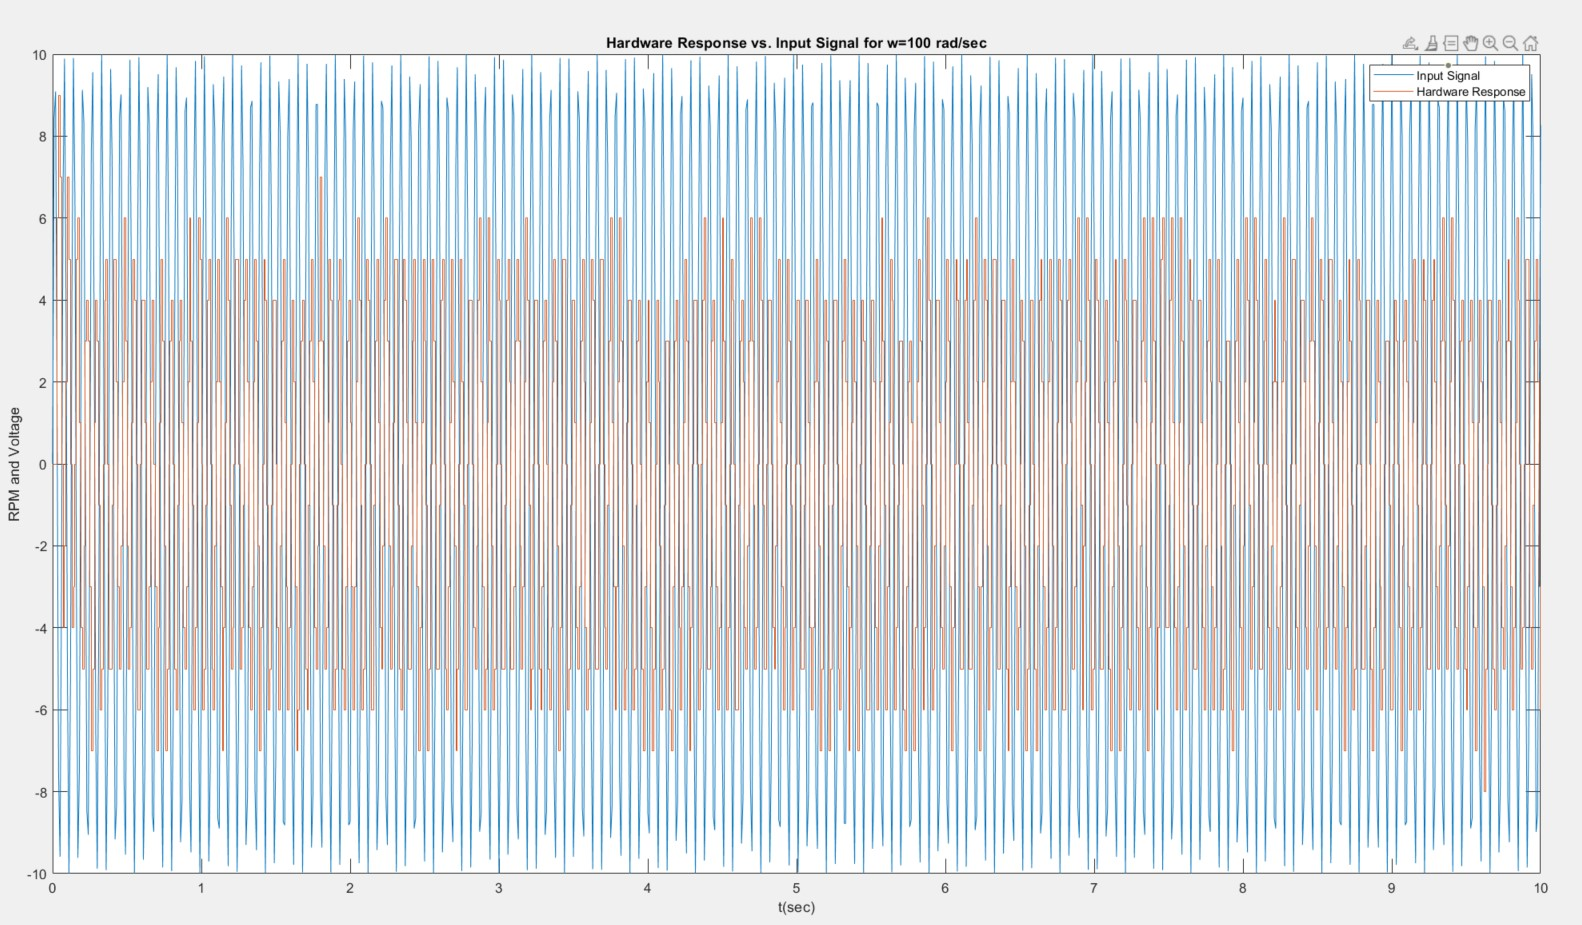 Hardware Response vs. Input Signal for w=100 rad/sec
Input Signal
Hardware Response
10
8
6
4
2
0
-2
-4
-6
-8
-10
RPM and Voltage
0 1 2 3 4 5 6 7 8 9 10
t(sec)